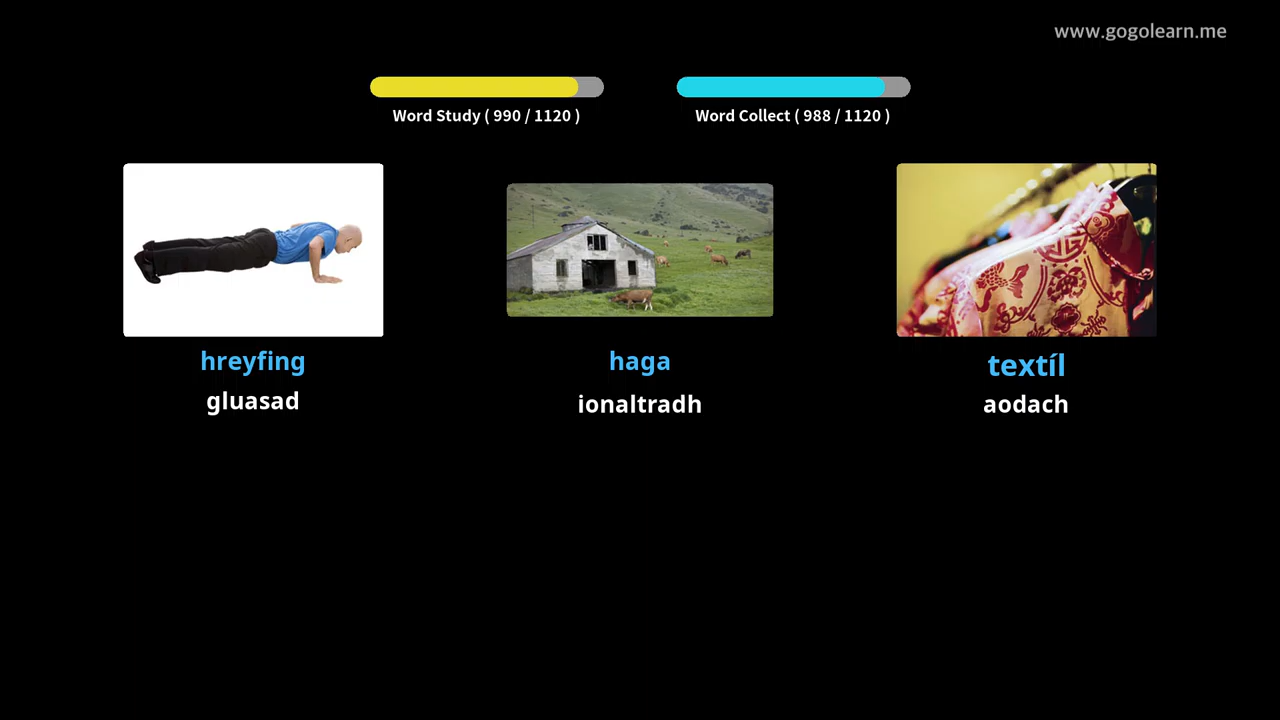 www.gogolearn.me
Word Study ( 990 / 1120 )
Word Collect ( 988 / 1120 )
hreyfing
haga
textíl
gluasad
ionaltradh
aodach